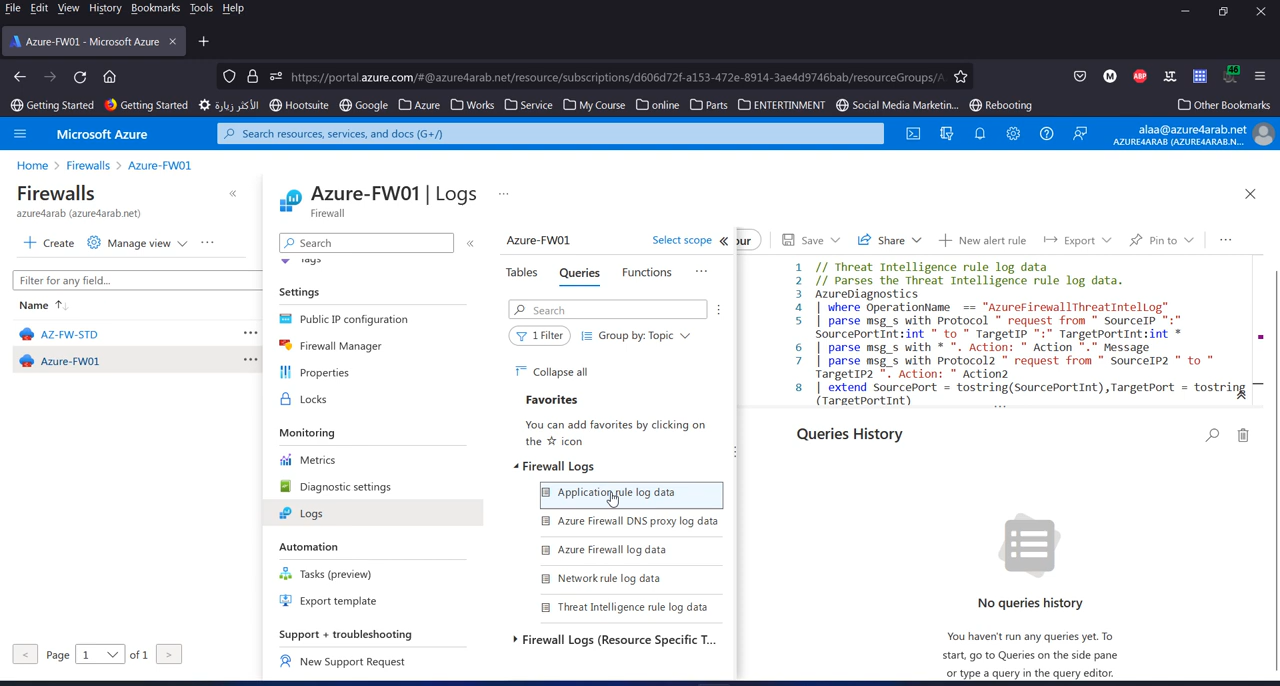 File Edit View History Bookmarks Tools Help
Azure-FW01 - Microsoft Azure
https://portal.azure.com/#@azure4arab.net/resource/subscriptions/d606d72f-a153-472e-8914-3ae4d9746bab/resourceGroups/A
ABP
46
Getting Started Getting Started الأكثر زيارة Hootsuite Google Azure Works Service My Course online Parts ENTERTINMENT Social Media Marketin... Rebooting Other Bookmarks
Microsoft Azure
Search resources, services, and docs (G+/)
alaa@azure4arab.net
AZURE4ARAB (AZURE4ARAB.N...
Home > Firewalls > Azure-FW01
Firewalls
azure4arab (azure4arab.net)
Create Manage view
Filter for any field...
Name
AZ-FW-STD
Azure-FW01
Page 1 of 1
Azure-FW01 | Logs
Firewall
Search
Tags
Settings
Public IP configuration
Firewall Manager
Properties
Locks
Monitoring
Metrics
Diagnostic settings
Logs
Automation
Tasks (preview)
Export template
Support + troubleshooting
New Support Request
Azure-FW01 Select scope
Tables Queries Functions
Search
1 Filter Group by: Topic
Collapse all
Favorites
You can add favorites by clicking on
the ☆ icon
Firewall Logs
Application rule log data
Azure Firewall DNS proxy log data
Azure Firewall log data
Network rule log data
Threat Intelligence rule log data
Firewall Logs (Resource Specific T...
our Save Share New alert rule Export Pin to
1 // Threat Intelligence rule log data
2 // Parses the Threat Intelligence rule log data.
3 AzureDiagnostics
4 | where OperationName == "AzureFirewallThreatIntelLog"
5 | parse msg_s with Protocol " request from " SourceIP ":"
SourcePortInt:int " to " TargetIP ":" TargetPortInt:int *
6 | parse msg_s with * ". Action: " Action "." Message
7 | parse msg_s with Protocol2 " request from " SourceIP2 " to "
TargetIP2 ". Action: " Action2
8 | extend SourcePort = tostring(SourcePortInt),TargetPort = tostring
(TargetPortInt)
Queries History
No queries history
You haven't run any queries yet. To
start, go to Queries on the side pane
or type a query in the query editor.